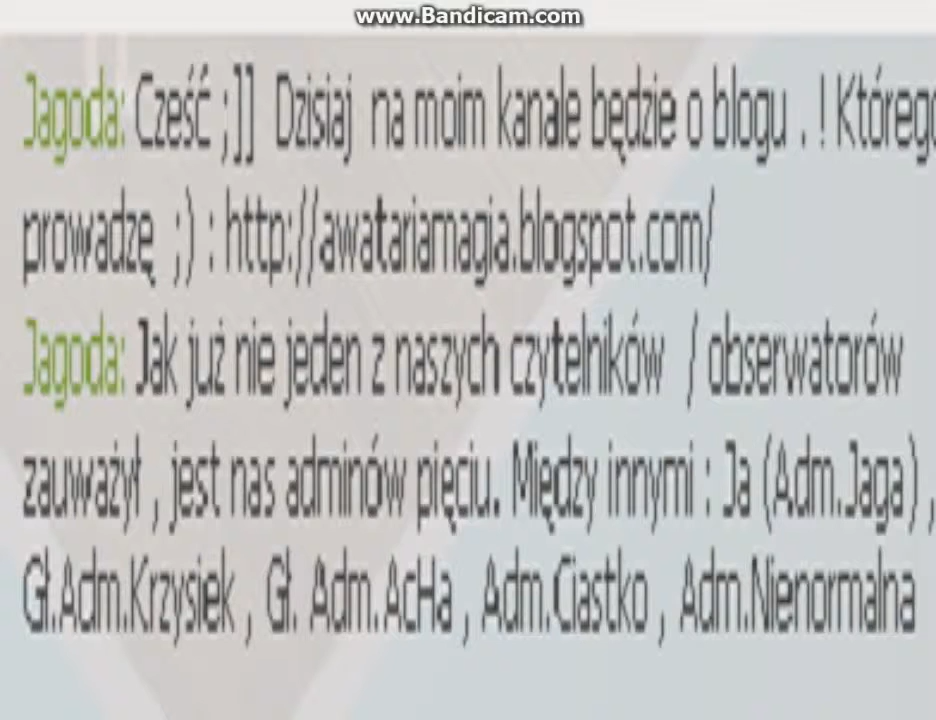 www.Bandicam.com
Jagoda: Cześć ;]] Dzisiaj na moim kanale będzie o blogu . ! Którego
prowadzę ;) : http://awatariamagia.blogspot.com/
Jagoda: Jak już nie jeden z naszych czytelników / obserwatorów
zauważył , jest nas adminów pięciu. Między innymi : Ja (Adm.Jaga) ,
Gł.Adm.Krzysiek , Gł. Adm.AcHa , Adm.Ciastko , Adm.Nienormalna